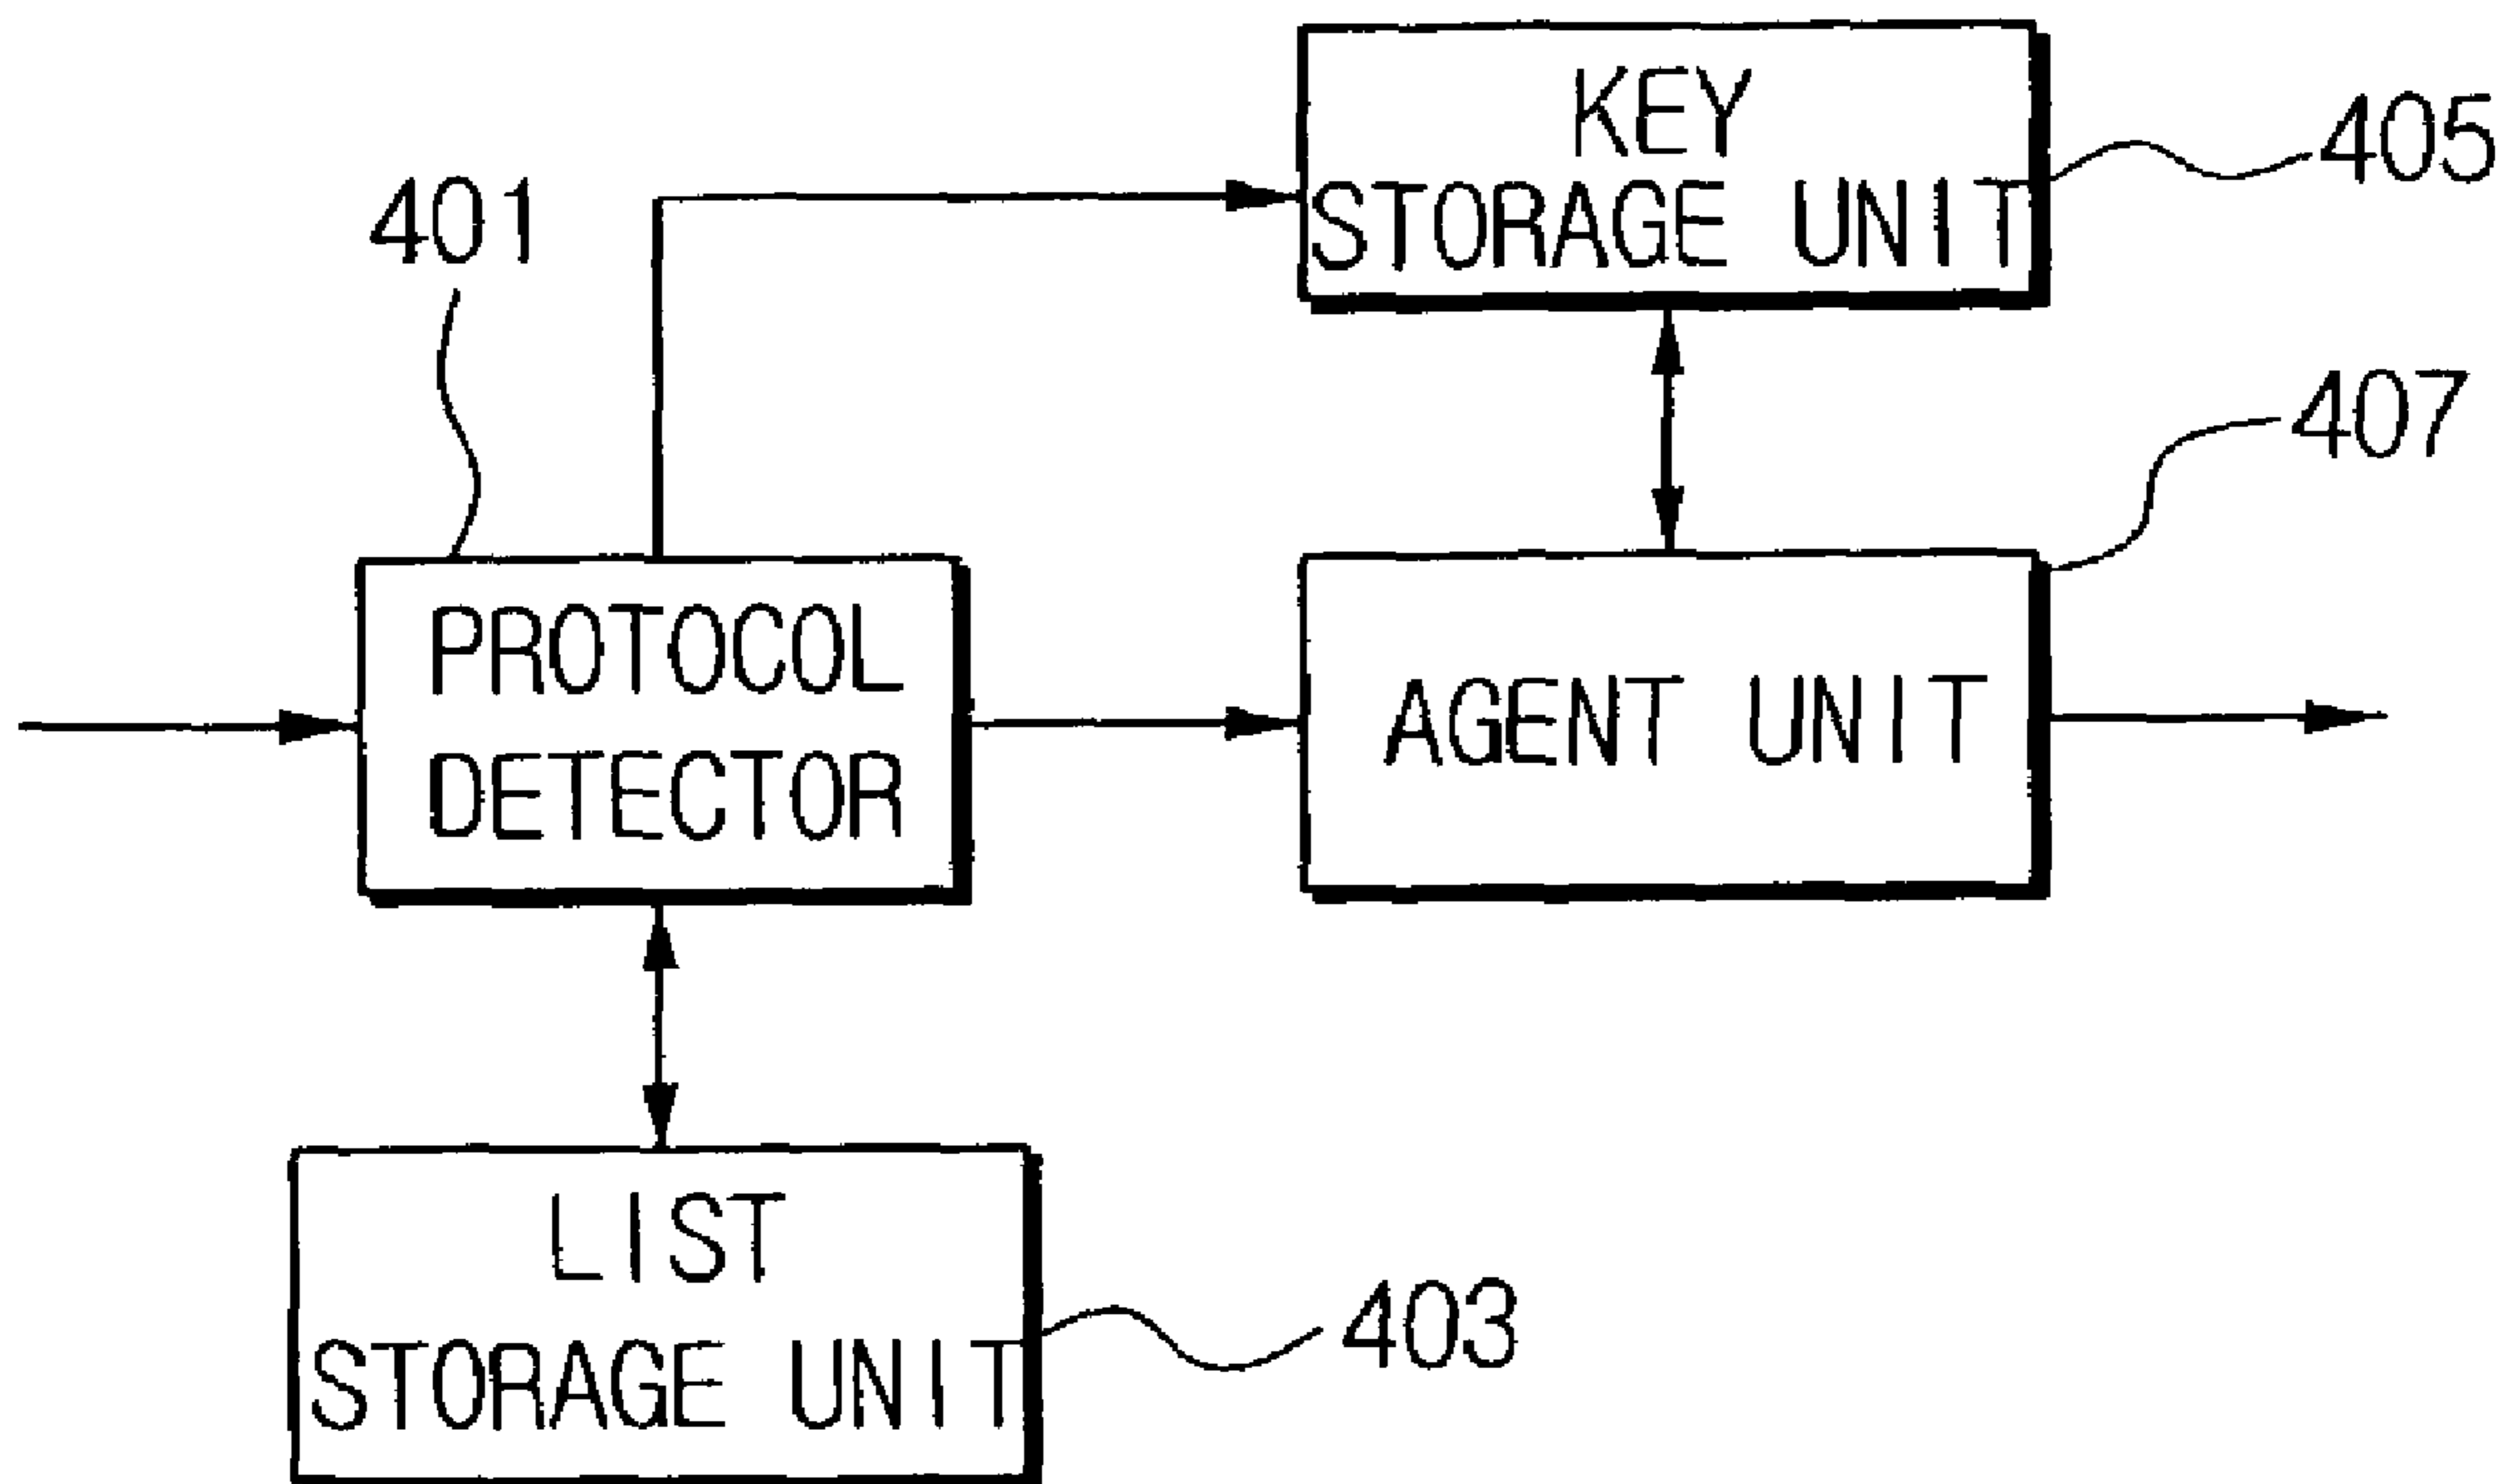 KEY
STORAGE UNIT
405
401
407
PROTOCOL
DETECTOR
AGENT UNIT
LIST
STORAGE UNIT
403